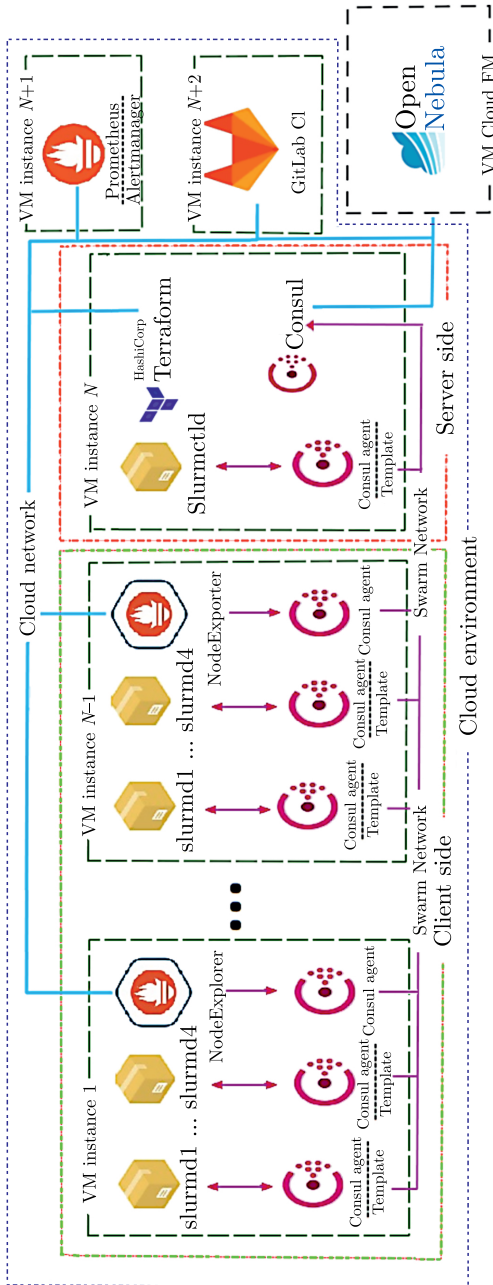 Cloud network
VM instance 1
slurmd1 ... slurmd4
NodeExplorer
Consul agent
Template
Consul agent
Template
Consul agent
VM instance N–1
slurmd1 ... slurmd4
NodeExporter
Consul agent
Template
Consul agent
Template
Consul agent
Swarm Network
Swarm Network
Client side
VM instance N
Slurmctld
HashiCorp
Terraform
Consul agent
Template
Consul
Server side
VM instance N+1
Prometheus
Alertmanager
VM instance N+2
GitLab C1
Open
Nebula
VM Cloud FM
Cloud environment